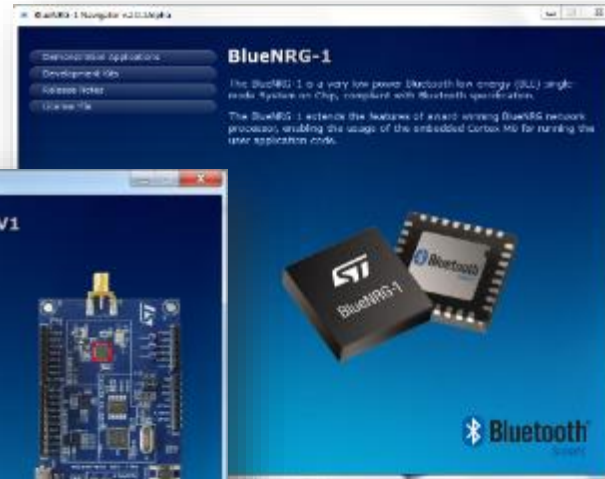 BlueNRG-1 Navigator
Demonstration Applications
Development Kits
Release Notes
License File
BlueNRG-1
The BlueNRG-1 is a very low power Bluetooth low energy (BLE) single-
mode System on Chip, compliant with Bluetooth specification.
The BlueNRG-1 extends the features of award winning BlueNRG network
processor, enabling the usage of the embedded Cortex M0 for running the
user application code.
V1
ST
BlueNRG-1
Bluetooth
Bluetooth